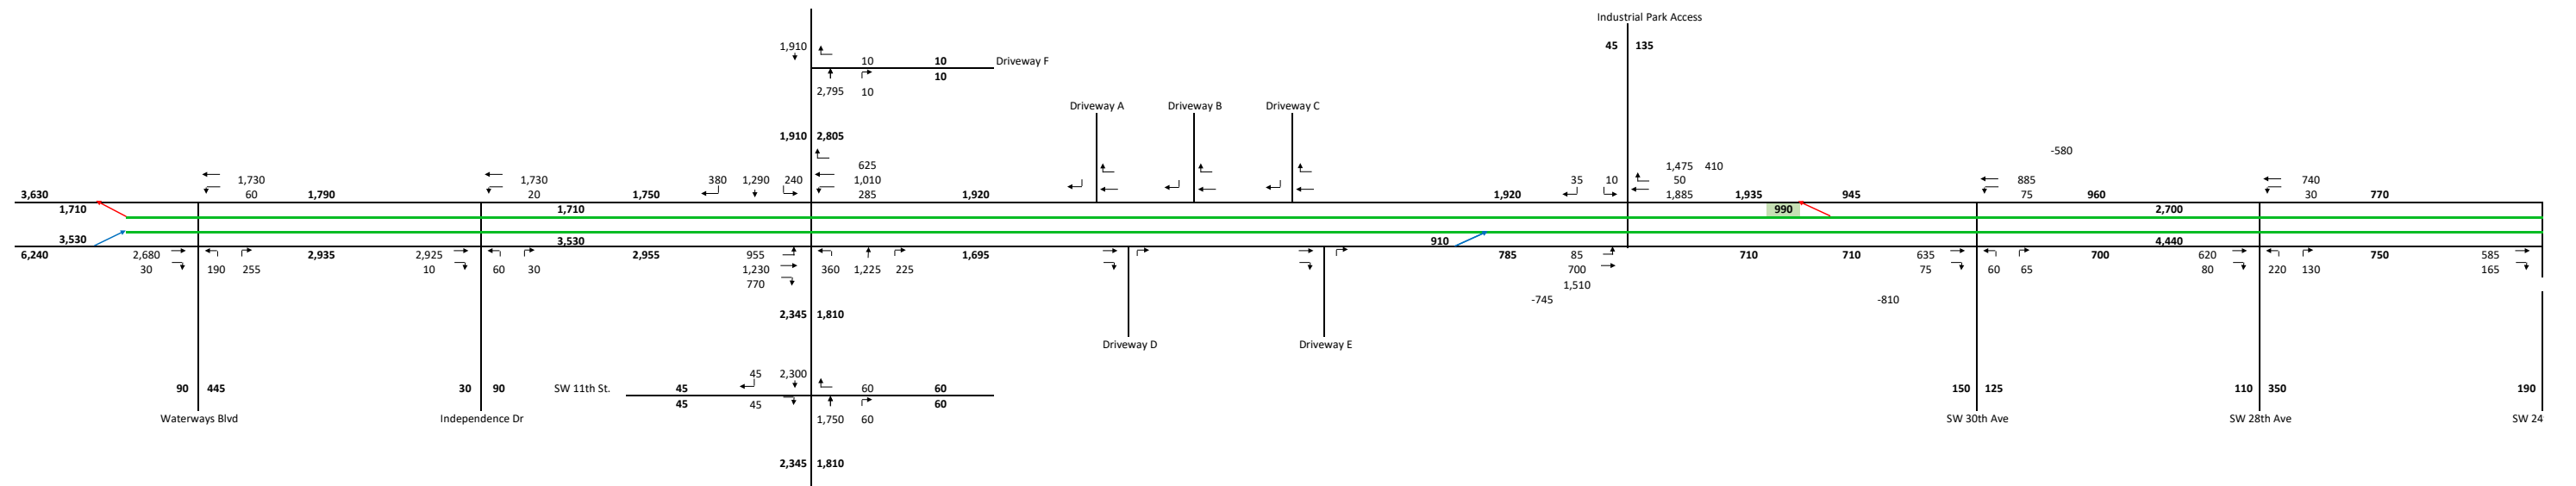 Industrial Park Access
1,910
45 135
10 10 Driveway F
10
2,795 10
Driveway A Driveway B Driveway C
1,910 2,805
-580
625
1,475 410
1,730 1,730 380 1,290 240 1,010 35 10 50 885 740
3,630 60 1,790 20 1,750 285 1,920 1,920 1,885 1,935 945 75 960 30 770
1,710 1,710 990 2,700
3,530 3,530 910 4,440
6,240 2,680 2,935 2,925 2,955 955 1,695 785 85 710 710 635 700 620 750 585
30 190 255 10 60 30 1,230 360 1,225 225 700 75 60 65 80 220 130 165
770 1,510
-745 -810
2,345 1,810
Driveway D Driveway E
45 2,300
90 445 30 90 SW 11th St. 45 60 60 150 125 110 350 190
45 45 60
Waterways Blvd Independence Dr 1,750 60 SW 30th Ave SW 28th Ave SW 24
2,345 1,810